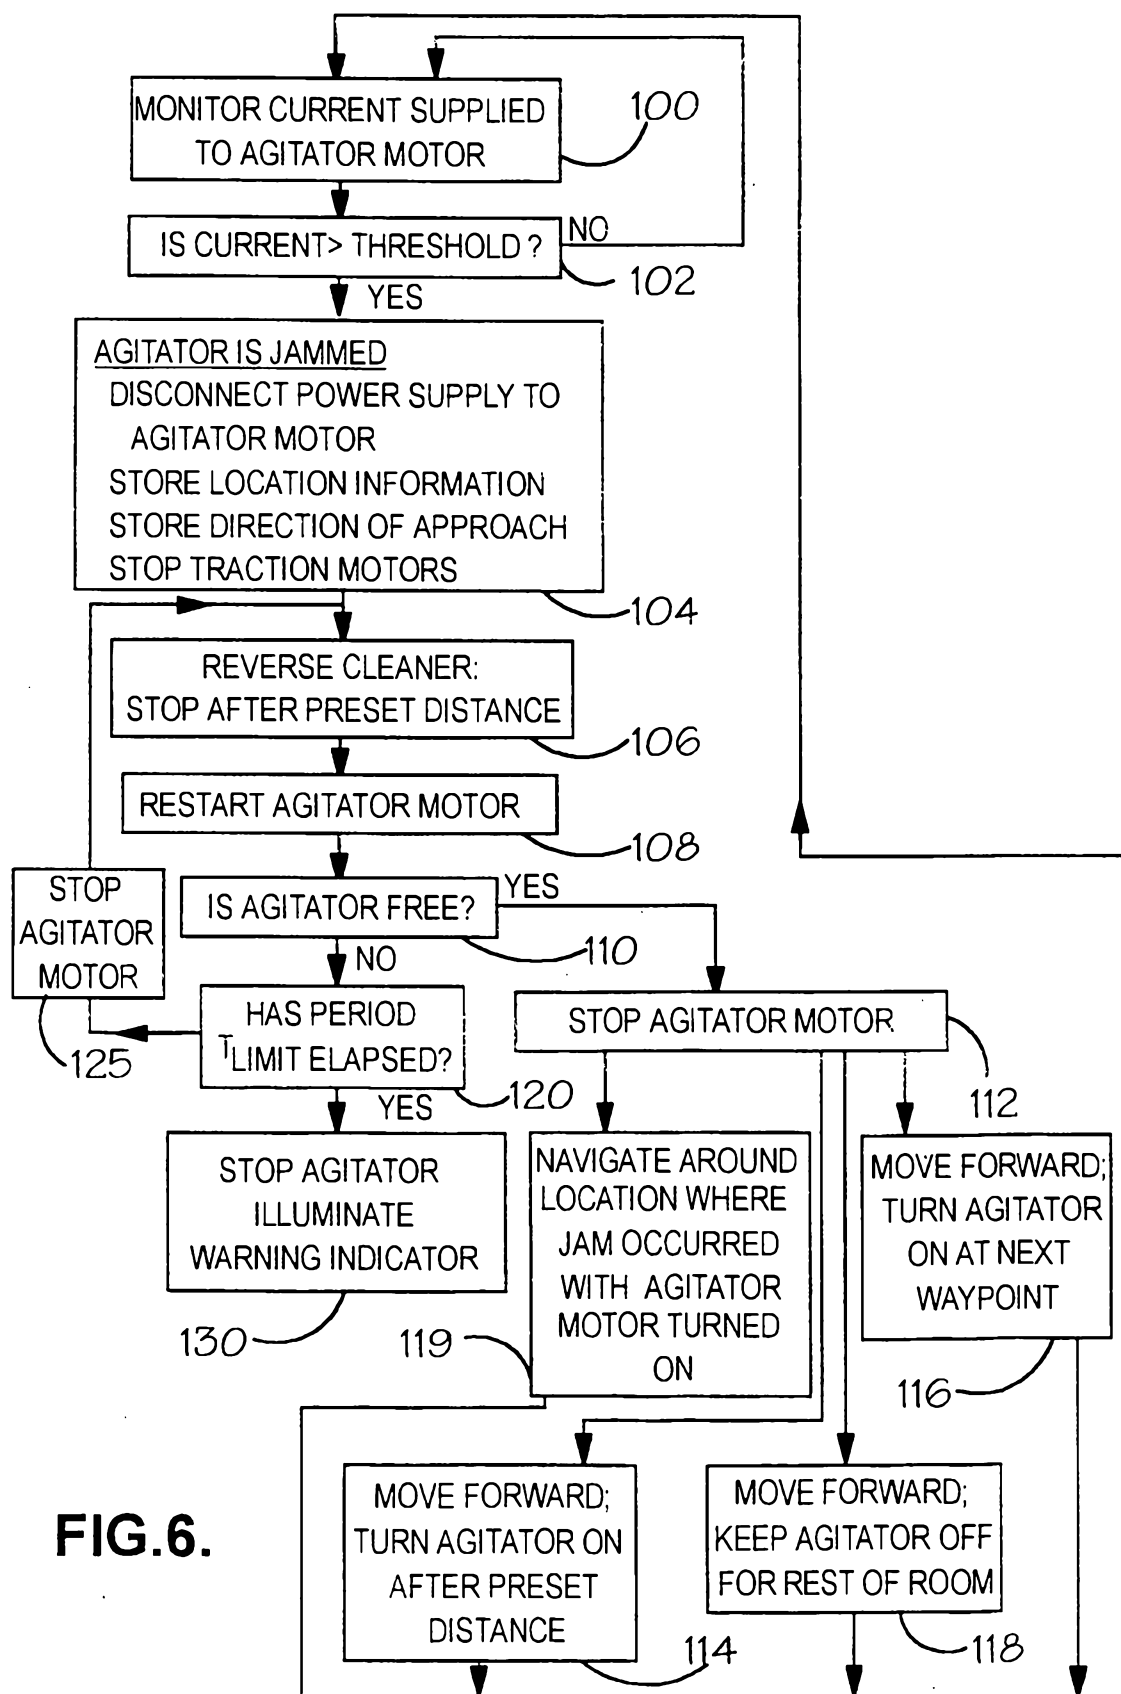 MONITOR CURRENT SUPPLIED
TO AGITATOR MOTOR
100
IS CURRENT> THRESHOLD ?
NO
102
YES
AGITATOR IS JAMMED
DISCONNECT POWER SUPPLY TO
AGITATOR MOTOR
STORE LOCATION INFORMATION
STORE DIRECTION OF APPROACH
STOP TRACTION MOTORS
104
REVERSE CLEANER:
STOP AFTER PRESET DISTANCE
106
RESTART AGITATOR MOTOR
108
STOP
AGITATOR
MOTOR
125
IS AGITATOR FREE?
YES
110
NO
HAS PERIOD
TLIMIT ELAPSED?
120
YES
STOP AGITATOR MOTOR
112
STOP AGITATOR
ILLUMINATE
WARNING INDICATOR
130
NAVIGATE AROUND
LOCATION WHERE
JAM OCCURRED
WITH AGITATOR
MOTOR TURNED
ON
119
MOVE FORWARD;
TURN AGITATOR
ON AT NEXT
WAYPOINT
116
MOVE FORWARD;
TURN AGITATOR ON
AFTER PRESET
DISTANCE
114
MOVE FORWARD;
KEEP AGITATOR OFF
FOR REST OF ROOM
118
FIG.6.